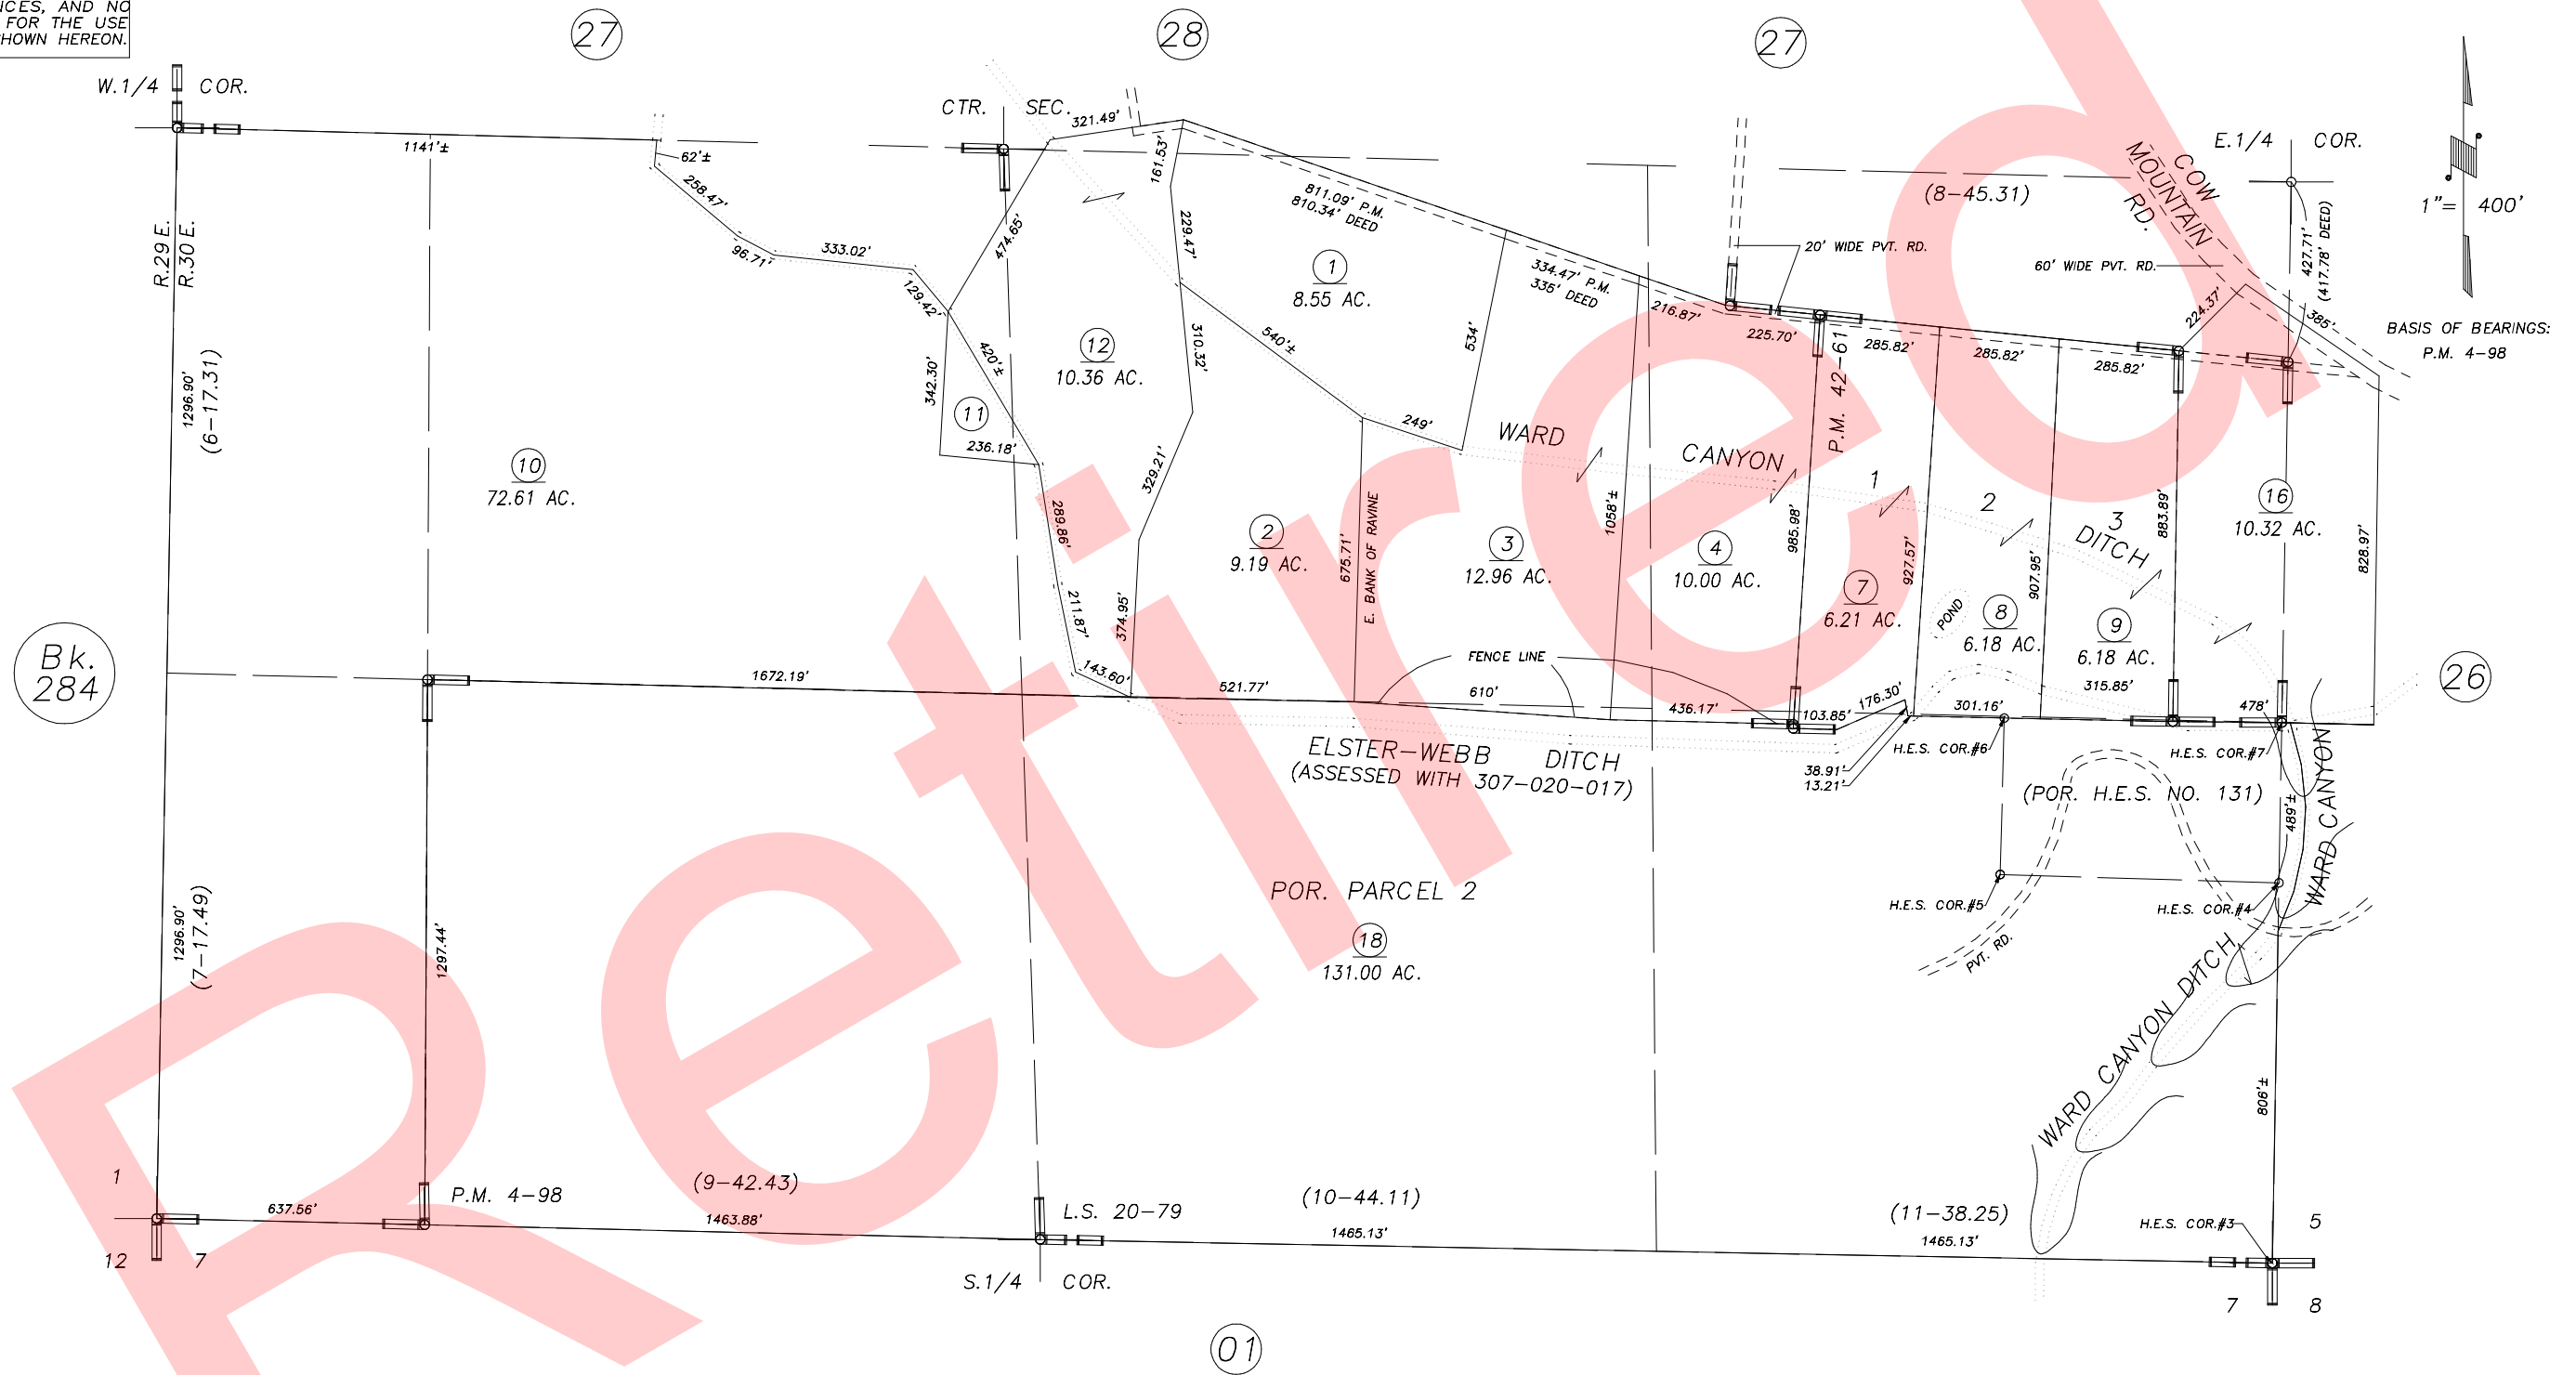 NCES, AND NO
FOR THE USE
HOWN HEREON.
27
28
27
W.1/4 COR.
CTR. SEC.
E.1/4 COR.
COW
MOUNTAIN
RD.
1"= 400'
BASIS OF BEARINGS:
P.M. 4-98
R.29 E.
R.30 E.
1141'±
62'±
258.47'
96.71'
333.02'
129.42'
474.65'
321.49'
161.53'
229.47'
811.09' P.M.
810.34' DEED
334.47' P.M.
335' DEED
216.87'
20' WIDE PVT. RD.
225.70'
(8-45.31)
60' WIDE PVT. RD.
427.71'
(417.78' DEED)
224.37'
385'
285.82'
285.82'
285.82'
P.M. 42-61
1
8.55 AC.
534'
540'±
249'
310.32'
12
10.36 AC.
420'±
342.30'
11
236.18'
1296.90'
(6-17.31)
10
72.61 AC.
329.21'
289.86'
211.87'
374.95'
143.60'
2
9.19 AC.
675.71'
E. BANK OF RAVINE
3
12.96 AC.
1058'±
4
10.00 AC.
985.98'
WARD CANYON DITCH
1
2
3
7
6.21 AC.
927.57'
POND
8
6.18 AC.
907.95'
9
6.18 AC.
883.89'
16
10.32 AC.
828.97'
Bk.
284
26
1672.19'
521.77'
FENCE LINE
610'
436.17'
103.85'
176.30'
301.16'
315.85'
478'
38.91'
13.21'
H.E.S. COR.#6
H.E.S. COR.#7
ELSTER-WEBB DITCH
(ASSESSED WITH 307-020-017)
(POR. H.E.S. NO. 131)
489'±
WARD CANYON
WARD CANYON
H.E.S. COR.#5
H.E.S. COR.#4
PVT. RD.
WARD CANYON DITCH
POR. PARCEL 2
18
131.00 AC.
1296.90'
(7-17.49)
1297.44'
806'±
1
12 7
637.56'
P.M. 4-98
(9-42.43)
1463.88'
L.S. 20-79
(10-44.11)
1465.13'
(11-38.25)
1465.13'
H.E.S. COR.#3
5
7 8
S.1/4 COR.
01
Retired